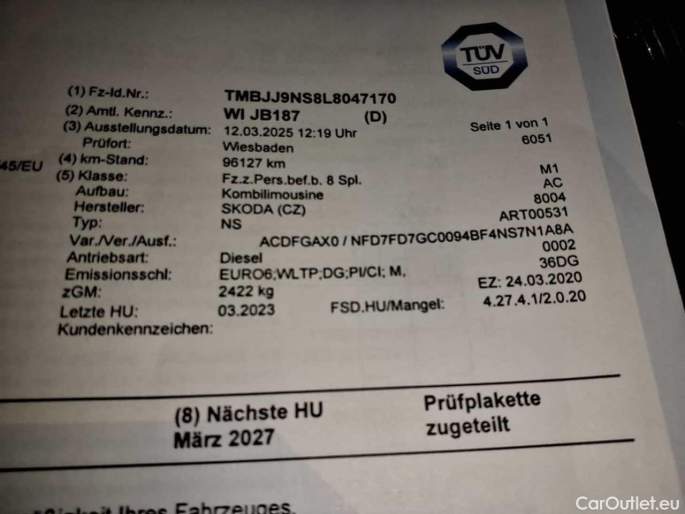 TÜV
SÜD
(1) Fz-Id.Nr.: TMBJJ9NS8L8047170
(2) Amtl. Kennz.: WI JB187 (D)
(3) Ausstellungsdatum: 12.03.2025 12:19 Uhr Seite 1 von 1
Prüfort: Wiesbaden 6051
45/EU (4) km-Stand: 96127 km
(5) Klasse: Fz.z.Pers.bef.b. 8 Spl. M1
Aufbau: Kombilimousine AC
Hersteller: SKODA (CZ) 8004
Typ: NS ART00531
Var./Ver./Ausf.: ACDFGAX0 / NFD7FD7GC0094BF4NS7N1A8A
Antriebsart: Diesel 0002
Emissionsschl: EURO6;WLTP;DG;PI/CI; M, 36DG
zGM: 2422 kg EZ: 24.03.2020
Letzte HU: 03.2023 FSD.HU/Mangel: 4.27.4.1/2.0.20
Kundenkennzeichen:
(8) Nächste HU Prüfplakette
März 2027 zugeteilt
Ihres Fahrzeuges.
CarOutlet.eu